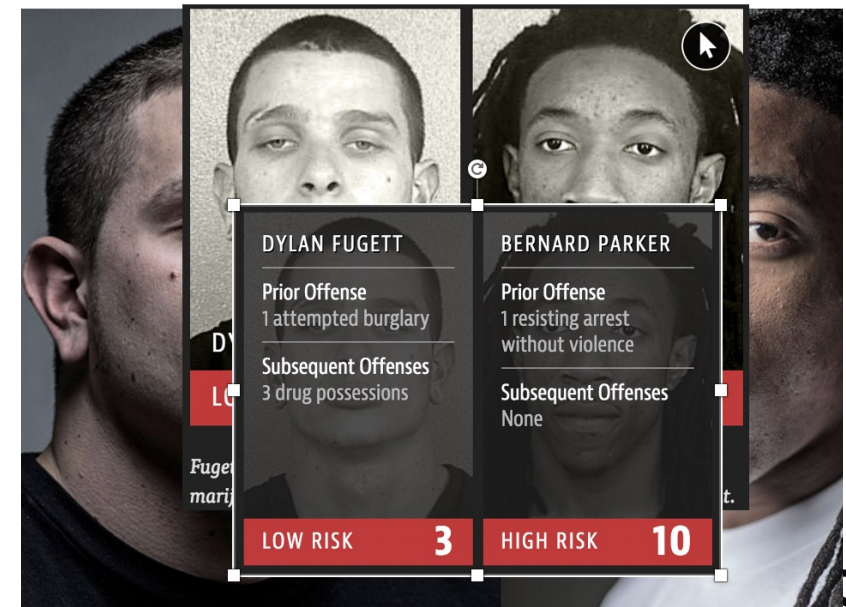 DYLAN FUGETT
Prior Offense
1 attempted burglary
Subsequent Offenses
3 drug possessions
LOW RISK 3
BERNARD PARKER
Prior Offense
1 resisting arrest
without violence
Subsequent Offenses
None
HIGH RISK 10